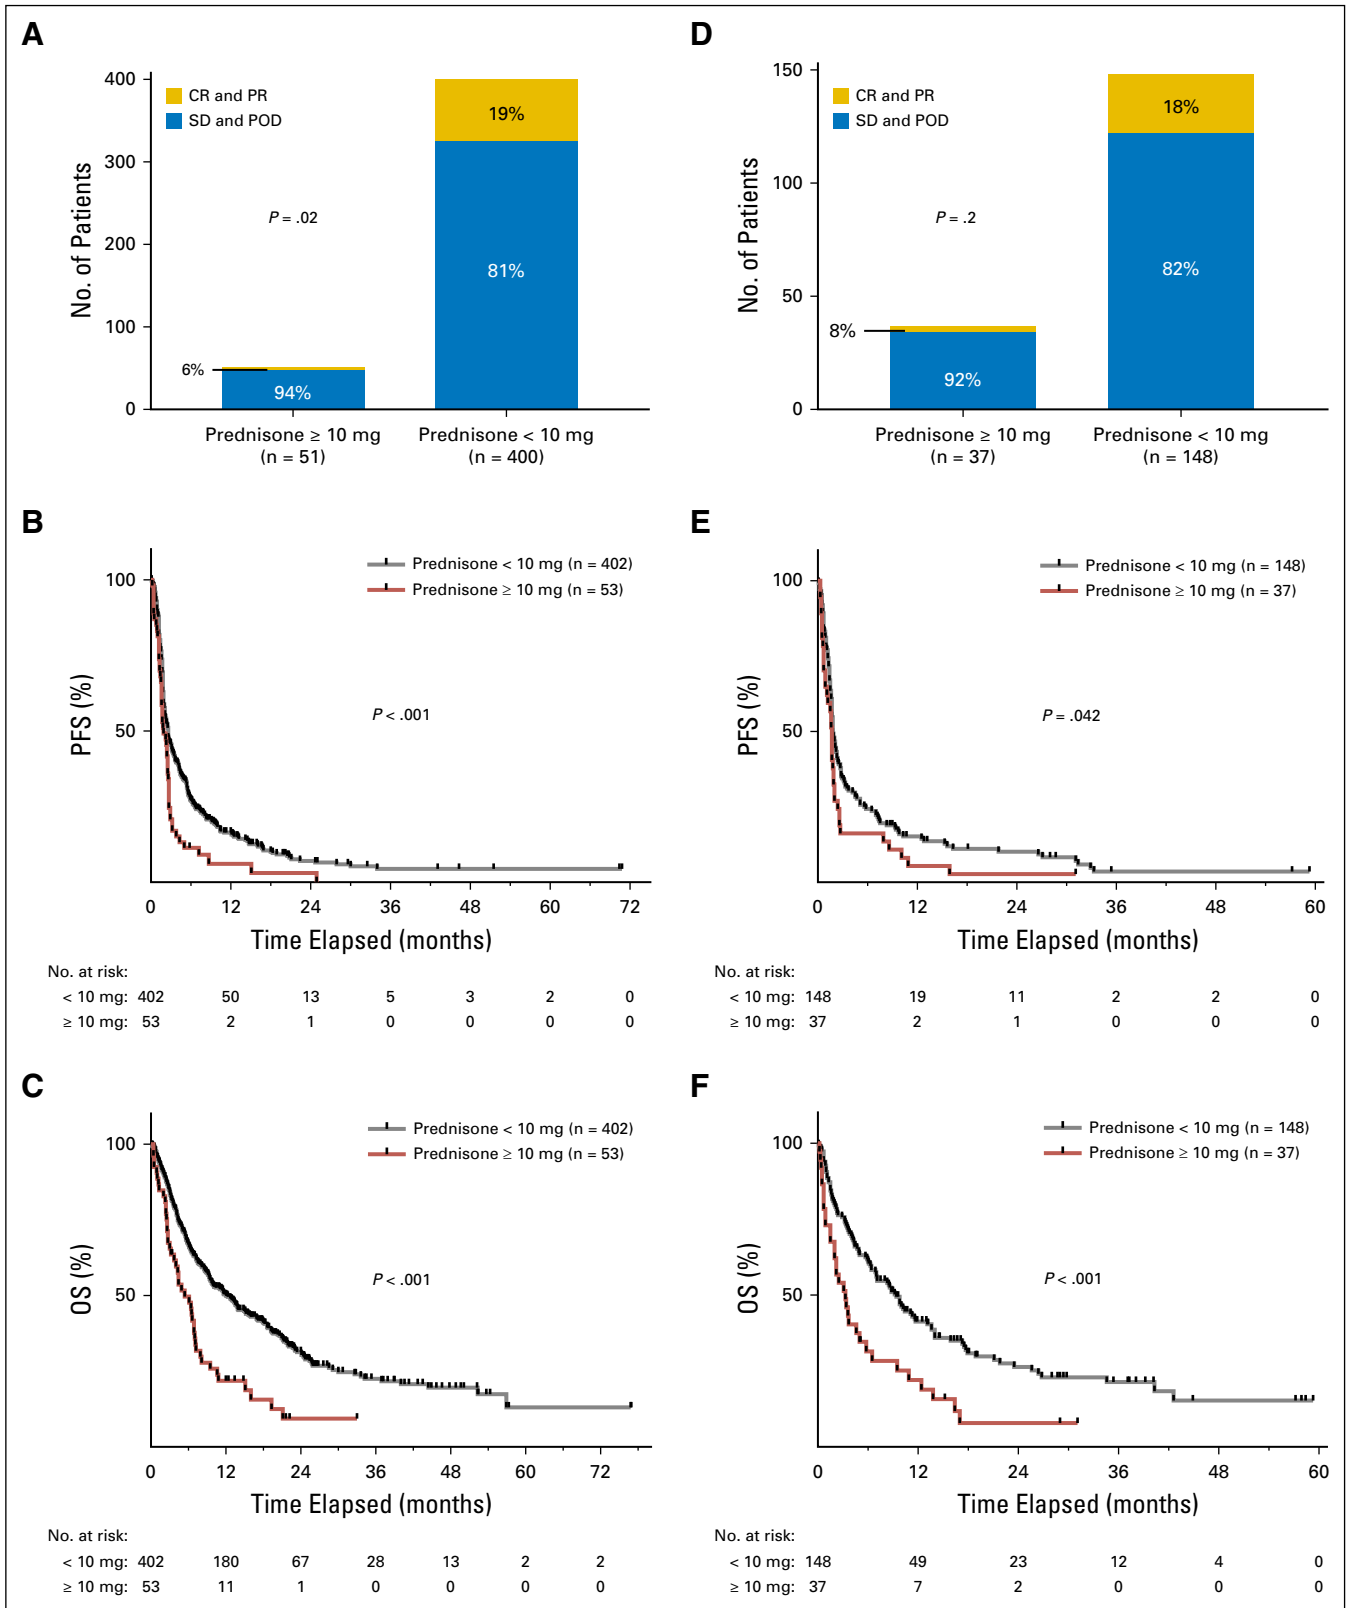 A
400
300
200
100
0
No. of Patients
CR and PR
SD and POD
P = .02
19%
81%
6%
94%
Prednisone ≥ 10 mg
(n = 51)
Prednisone < 10 mg
(n = 400)
D
150
100
50
0
No. of Patients
CR and PR
SD and POD
P = .2
18%
82%
8%
92%
Prednisone ≥ 10 mg
(n = 37)
Prednisone < 10 mg
(n = 148)
B
100
50
PFS (%)
Prednisone < 10 mg (n = 402)
Prednisone ≥ 10 mg (n = 53)
P < .001
0 12 24 36 48 60 72
Time Elapsed (months)
No. at risk:
< 10 mg: 402 50 13 5 3 2 0
≥ 10 mg: 53 2 1 0 0 0 0
E
100
50
PFS (%)
Prednisone < 10 mg (n = 148)
Prednisone ≥ 10 mg (n = 37)
P = .042
0 12 24 36 48 60
Time Elapsed (months)
No. at risk:
< 10 mg: 148 19 11 2 2 0
≥ 10 mg: 37 2 1 0 0 0
C
100
50
OS (%)
Prednisone < 10 mg (n = 402)
Prednisone ≥ 10 mg (n = 53)
P < .001
0 12 24 36 48 60 72
Time Elapsed (months)
No. at risk:
< 10 mg: 402 180 67 28 13 2 2
≥ 10 mg: 53 11 1 0 0 0 0
F
100
50
OS (%)
Prednisone < 10 mg (n = 148)
Prednisone ≥ 10 mg (n = 37)
P < .001
0 12 24 36 48 60
Time Elapsed (months)
No. at risk:
< 10 mg: 148 49 23 12 4 0
≥ 10 mg: 37 7 2 0 0 0